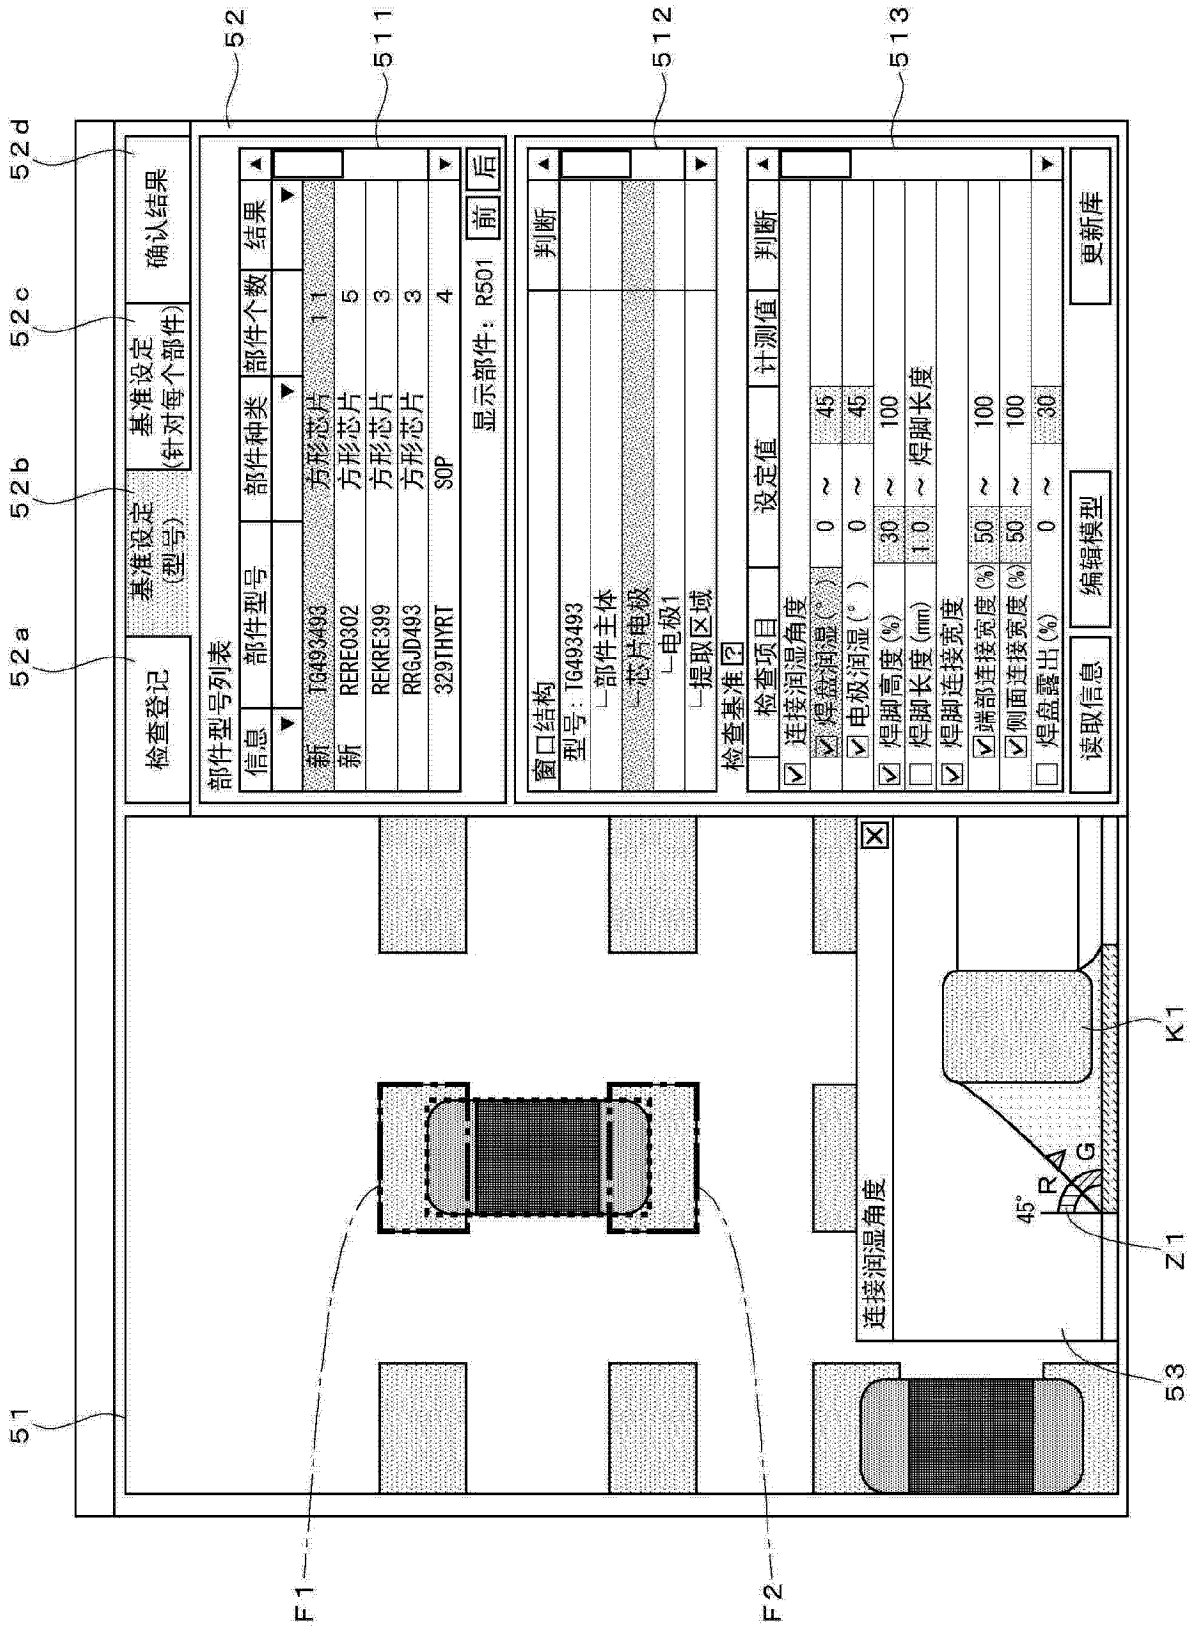 51
52a
52b
52c
52d
52
511
512
513
53
F1
F2
Z1
K1
检查登记
基准设定
(型号)
基准设定
(针对每个部件)
确认结果
部件型号列表
信息 部件型号 部件种类 部件个数 结果
▼ ▼ ▼
新 TG493493 方形芯片 11
新 RERE0302 方形芯片 5
REKRE399 方形芯片 3
RRGJD493 方形芯片 3
329THYRT SOP 4
显示部件: R501 前 后
窗口结构 判断
型号:TG493493
部件主体
芯片电极
电极1
提取区域
检查基准 ?
检查项目 设定值 计测值 判断
连接润湿角度
焊盘润湿(°) 0 ~ 45
电极润湿(°) 0 ~ 45
焊脚高度(%) 30 ~ 100
焊脚长度(mm) 1.0 ~ 焊脚长度
焊脚连接宽度
端部连接宽度(%) 50 ~ 100
侧面连接宽度(%) 50 ~ 100
焊盘露出(%) 0 ~ 30
读取信息 编辑模型 更新库
连接润湿角度
45°
R
G